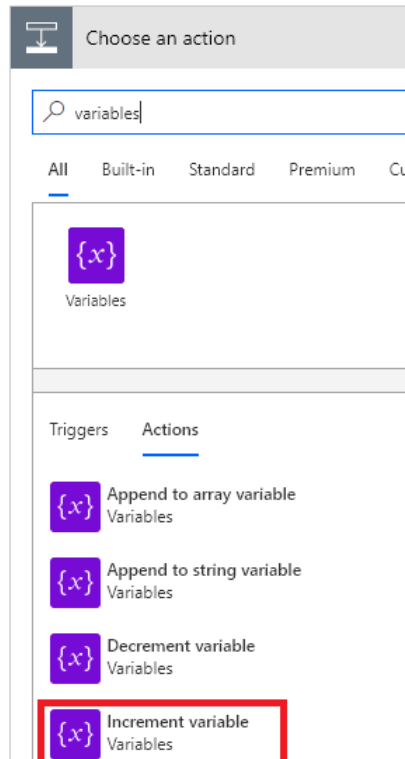 Choose an action
variables
All Built-in Standard Premium Cu
{x}
Variables
Triggers Actions
{x} Append to array variable
Variables
{x} Append to string variable
Variables
{x} Decrement variable
Variables
{x} Increment variable
Variables